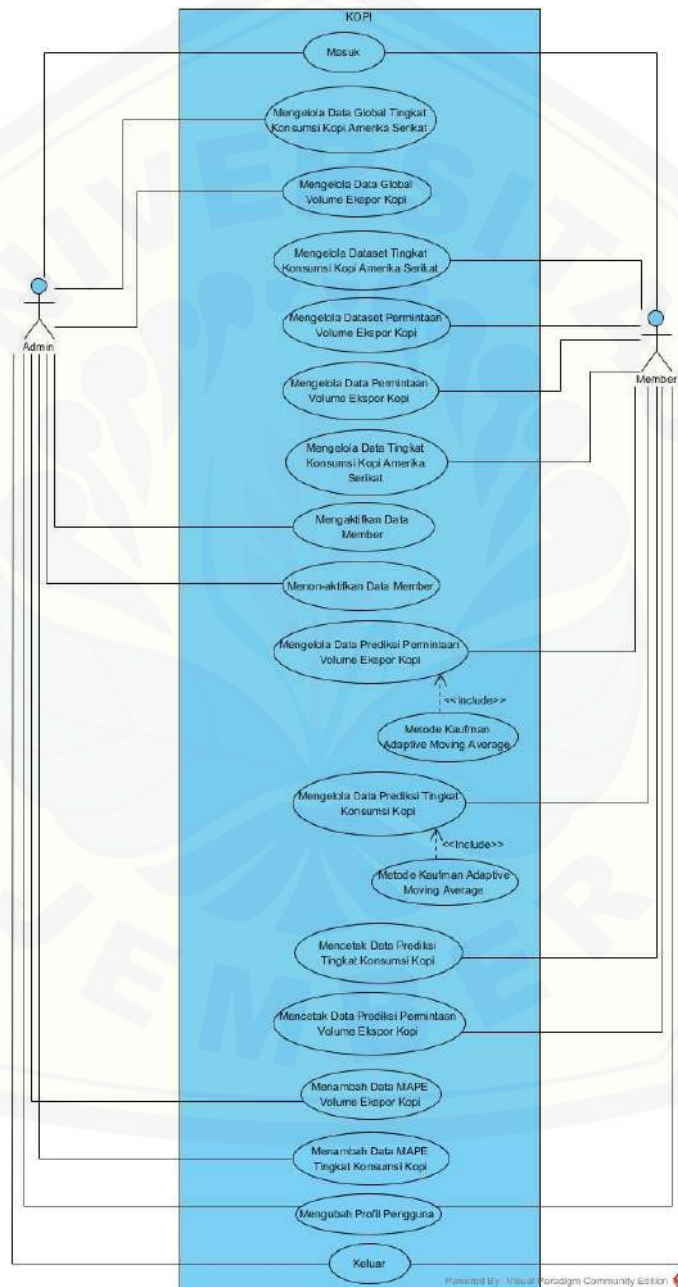 KOPI
Masuk
Mengelola Data Global Tingkat
Konsumsi Kopi Amerika Serikat
Mengelola Data Global
Volume Ekspor Kopi
Mengelola Dataset Tingkat
Konsumsi Kopi Amerika Serikat
Mengelola Dataset Permintaan
Volume Ekspor Kopi
Admin
Member
Mengelola Data Permintaan
Volume Ekspor Kopi
Mengelola Data Tingkat
Konsumsi Kopi Amerika
Serikat
Mengaktifkan Data
Member
Menon-aktifkan Data Member
Mengelola Data Prediksi Permintaan
Volume Ekspor Kopi
<<Include>>
Metode Kaufman
Adaptive Moving Average
Mengelola Data Prediksi Tingkat
Konsumsi Kopi
<<Include>>
Metode Kaufman Adaptive
Moving Average
Mencetak Data Prediksi
Tingkat Konsumsi Kopi
Mencetak Data Prediksi Permintaan
Volume Ekspor Kopi
Menambah Data MAPE
Volume Ekspor Kopi
Menambah Data MAPE
Tingkat Konsumsi Kopi
Mengubah Profil Pengguna
Keluar
Powered By: Visual Paradigm Community Edition
UNIVERSITAS
JEMBER